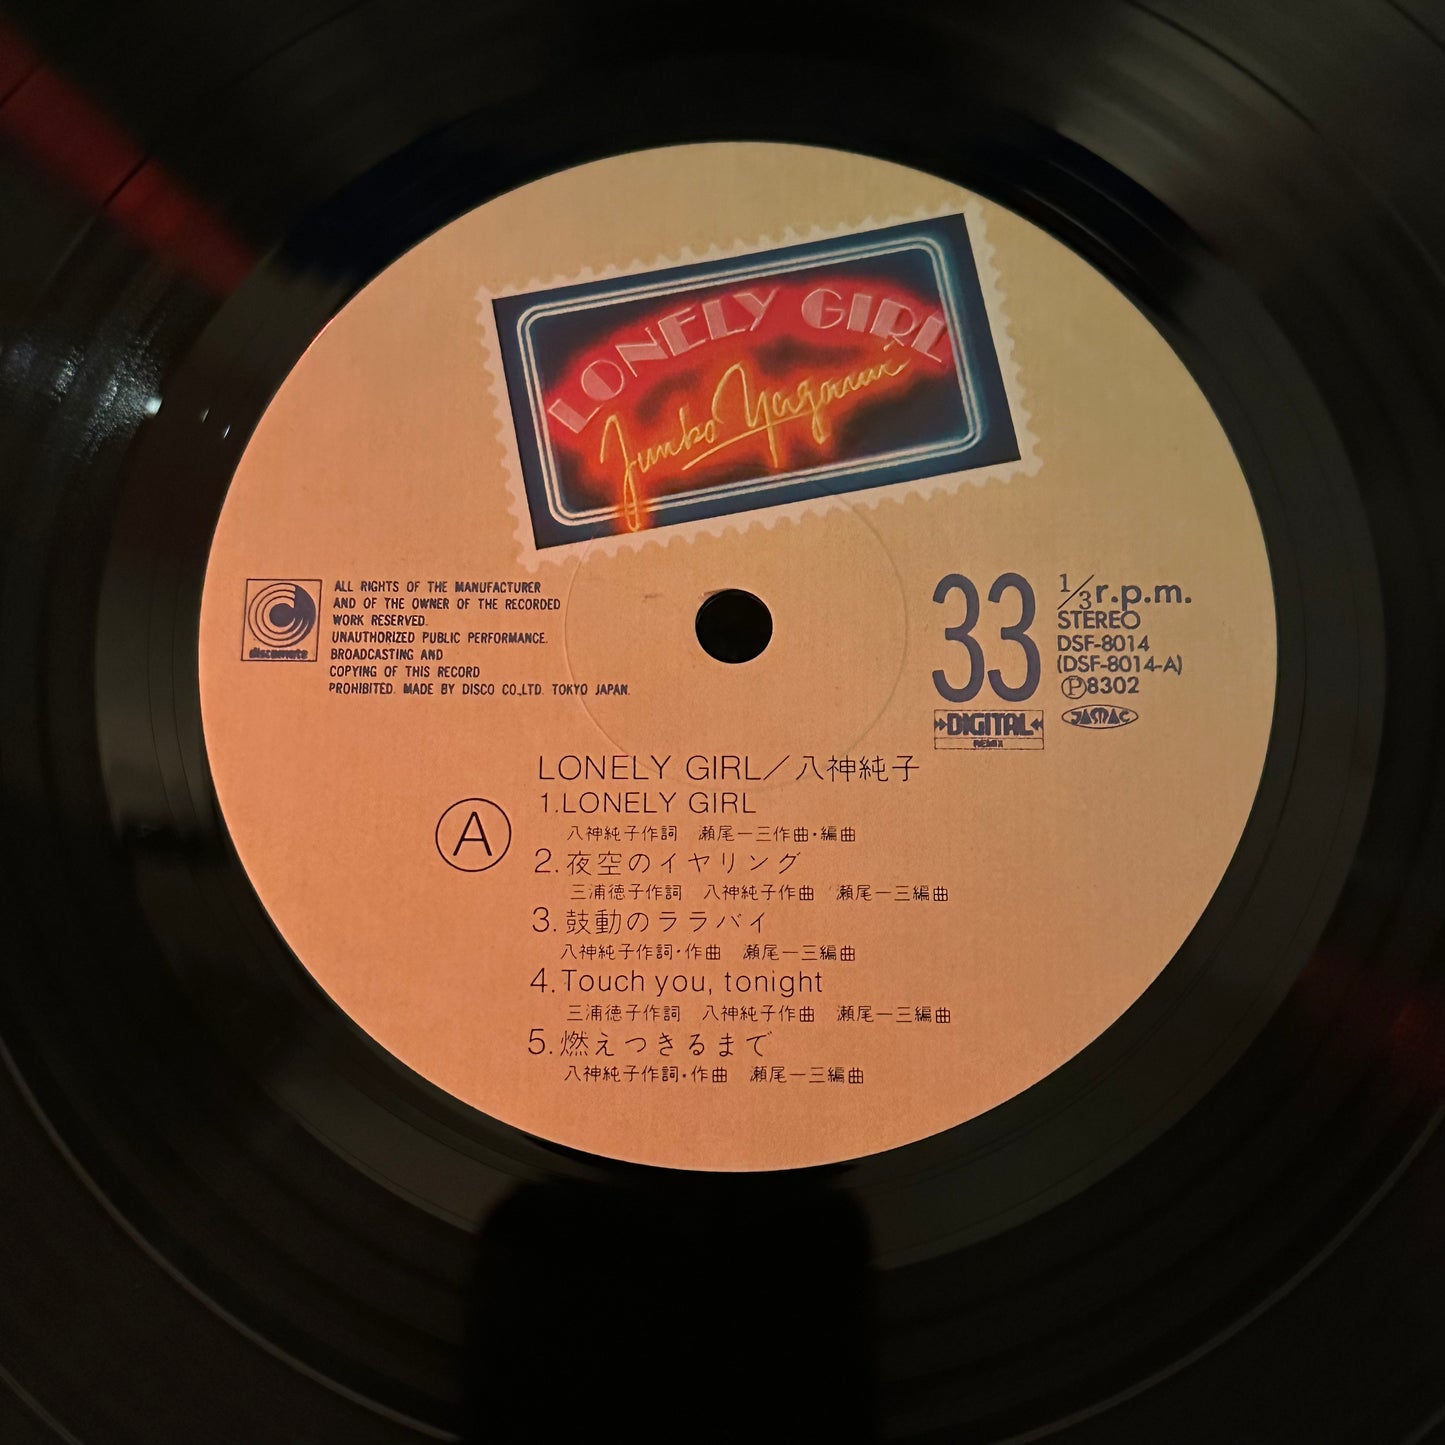 LONELY GIRL
Junko Yagami
discomate
ALL RIGHTS OF THE MANUFACTURER
AND OF THE OWNER OF THE RECORDED
WORK RESERVED.
UNAUTHORIZED PUBLIC PERFORMANCE.
BROADCASTING AND
COPYING OF THIS RECORD
PROHIBITED. MADE BY DISCO CO.,LTD. TOKYO JAPAN.
33 1/3 r.p.m.
STEREO
DSF-8014
(DSF-8014-A)
Ⓟ8302
DIGITAL
REMIX
JASRAC
LONELY GIRL／八神純子
Ⓐ
1.LONELY GIRL
八神純子作詞　瀬尾一三作曲・編曲
2.夜空のイヤリング
三浦徳子作詞　八神純子作曲　瀬尾一三編曲
3.鼓動のララバイ
八神純子作詞・作曲　瀬尾一三編曲
4.Touch you, tonight
三浦徳子作詞　八神純子作曲　瀬尾一三編曲
5.燃えつきるまで
八神純子作詞・作曲　瀬尾一三編曲